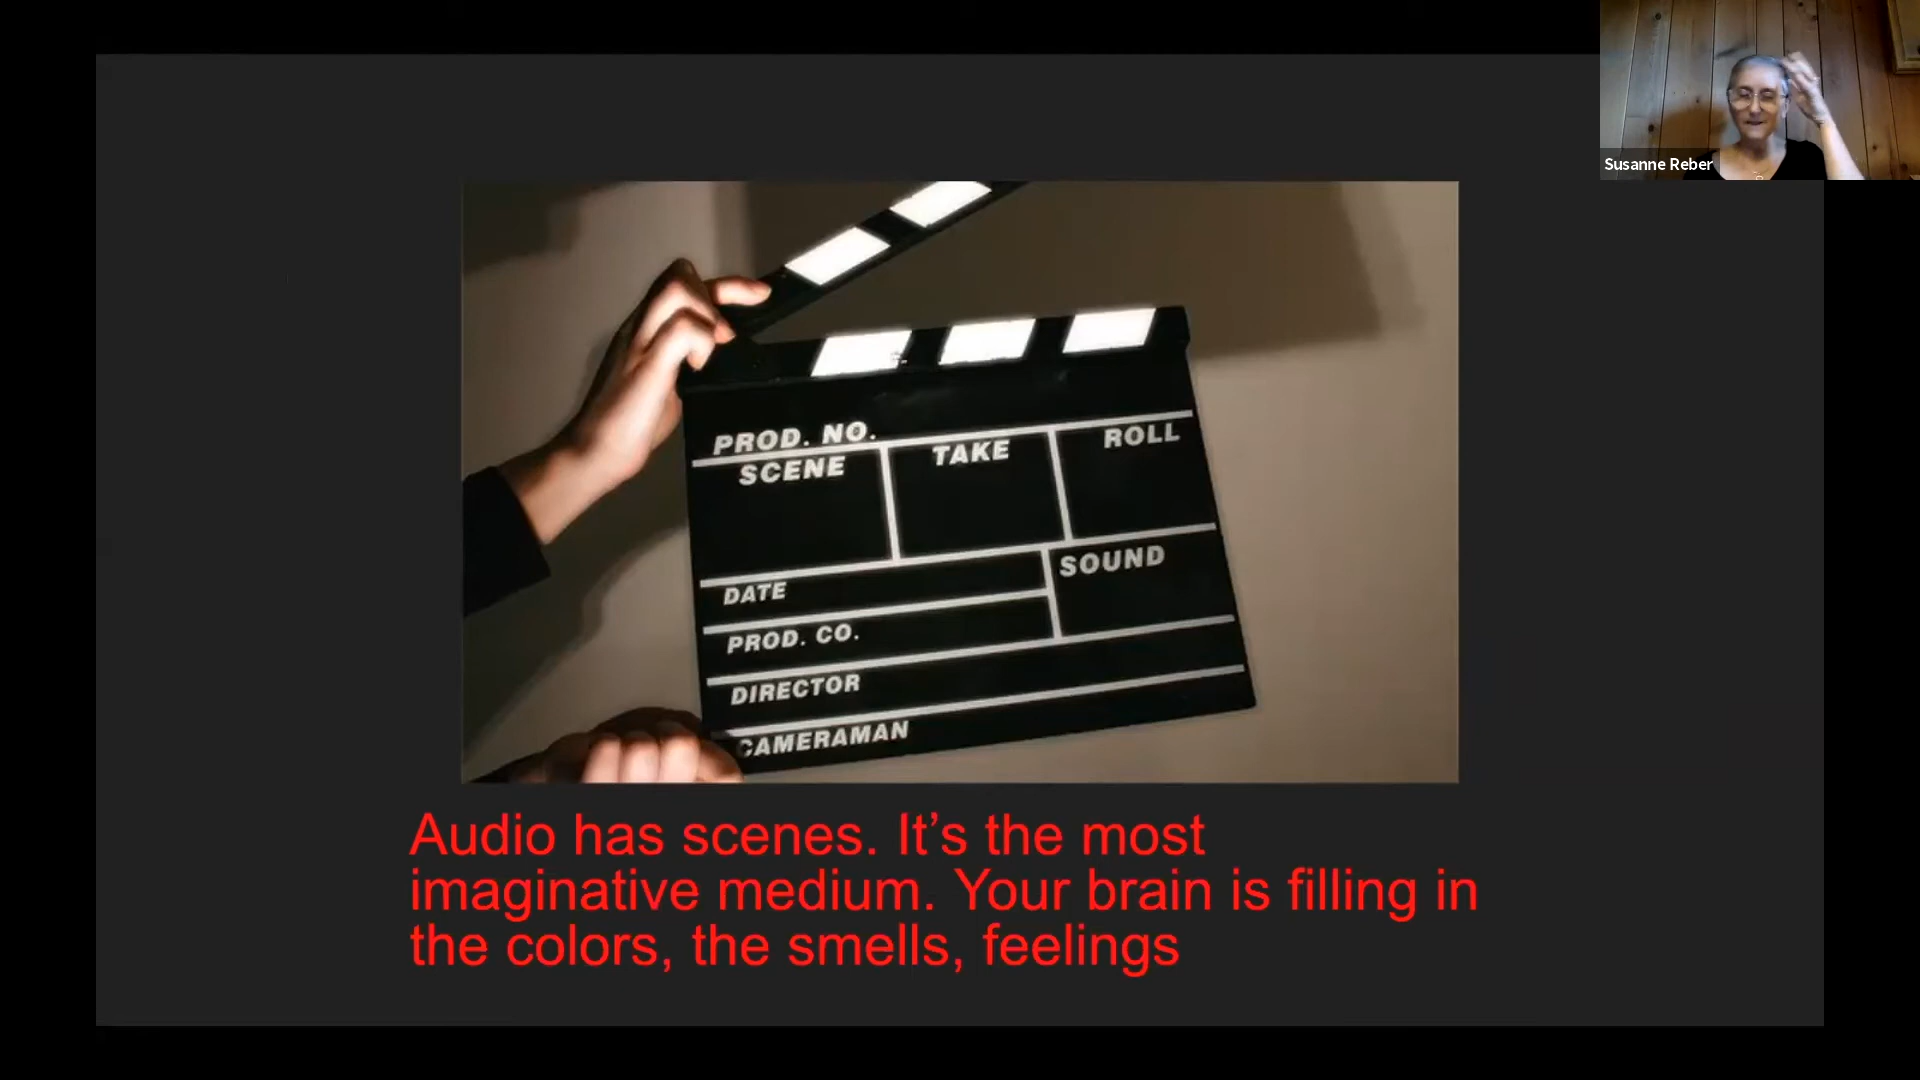 Susanne Reber
PROD. NO.
SCENE
TAKE
ROLL
DATE
SOUND
PROD. CO.
DIRECTOR
CAMERAMAN
Audio has scenes. It’s the most
imaginative medium. Your brain is filling in
the colors, the smells, feelings